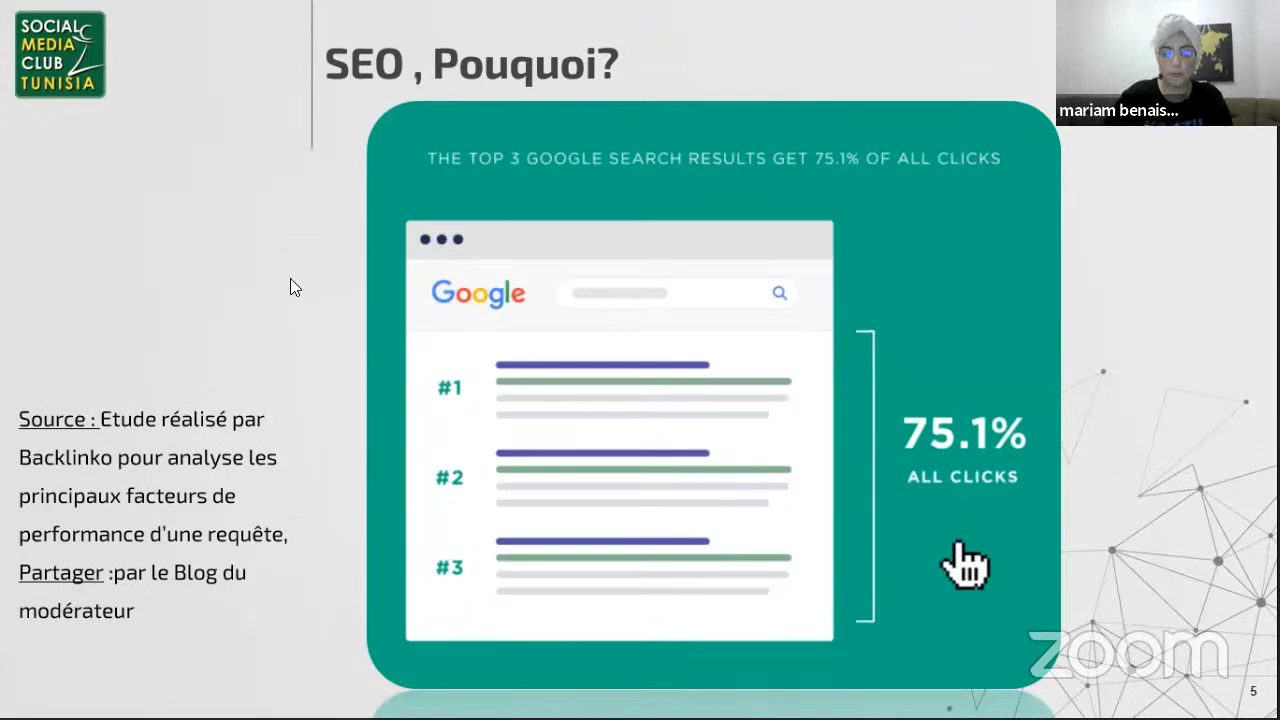 SOCIAL
MEDIA
CLUB
TUNISIA
SEO , Pouquoi?
mariam benais...
THE TOP 3 GOOGLE SEARCH RESULTS GET 75.1% OF ALL CLICKS
Google
#1
#2
#3
75.1%
ALL CLICKS
Source : Etude réalisé par
Backlinko pour analyse les
principaux facteurs de
performance d’une requête,
Partager :par le Blog du
modérateur
zoom
5